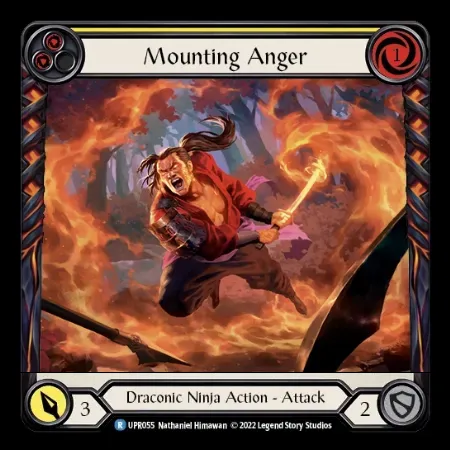 Mounting Anger
1
Draconic Ninja Action - Attack
3
2
R UPR055 Nathaniel Himawan © 2022 Legend Story Studios